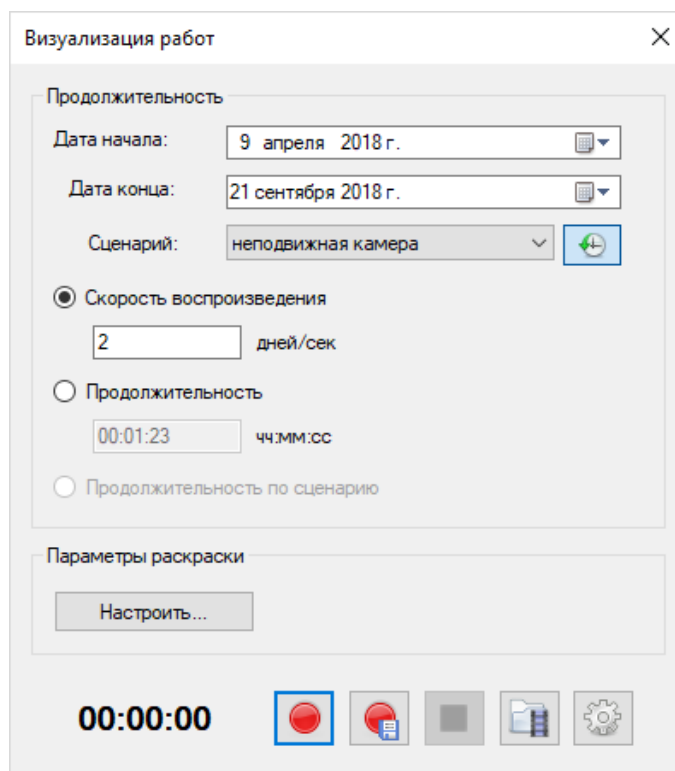 Визуализация работ
Продолжительность
Дата начала: 9 апреля 2018 г.
Дата конца: 21 сентября 2018 г.
Сценарий: неподвижная камера
Скорость воспроизведения
2 дней/сек
Продолжительность
00:01:23 чч:мм:сс
Продолжительность по сценарию
Параметры раскраски
Настроить...
00:00:00